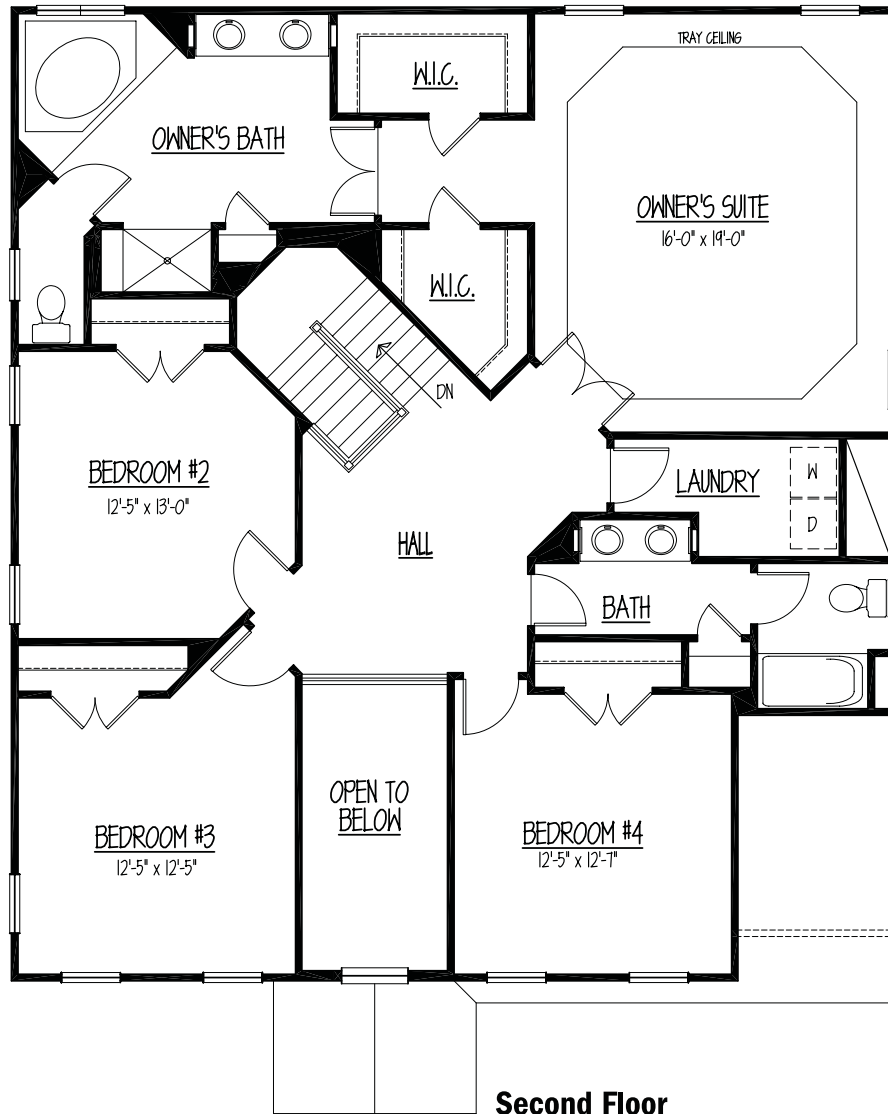 TRAY CEILING
W.I.C.
OWNER'S BATH
OWNER'S SUITE
16'-0" x 19'-0"
W.I.C.
DN
BEDROOM #2
12'-5" x 13'-0"
LAUNDRY
W
D
HALL
BATH
OPEN TO
BELOW
BEDROOM #3
12'-5" x 12'-5"
BEDROOM #4
12'-5" x 12'-7"
Second Floor